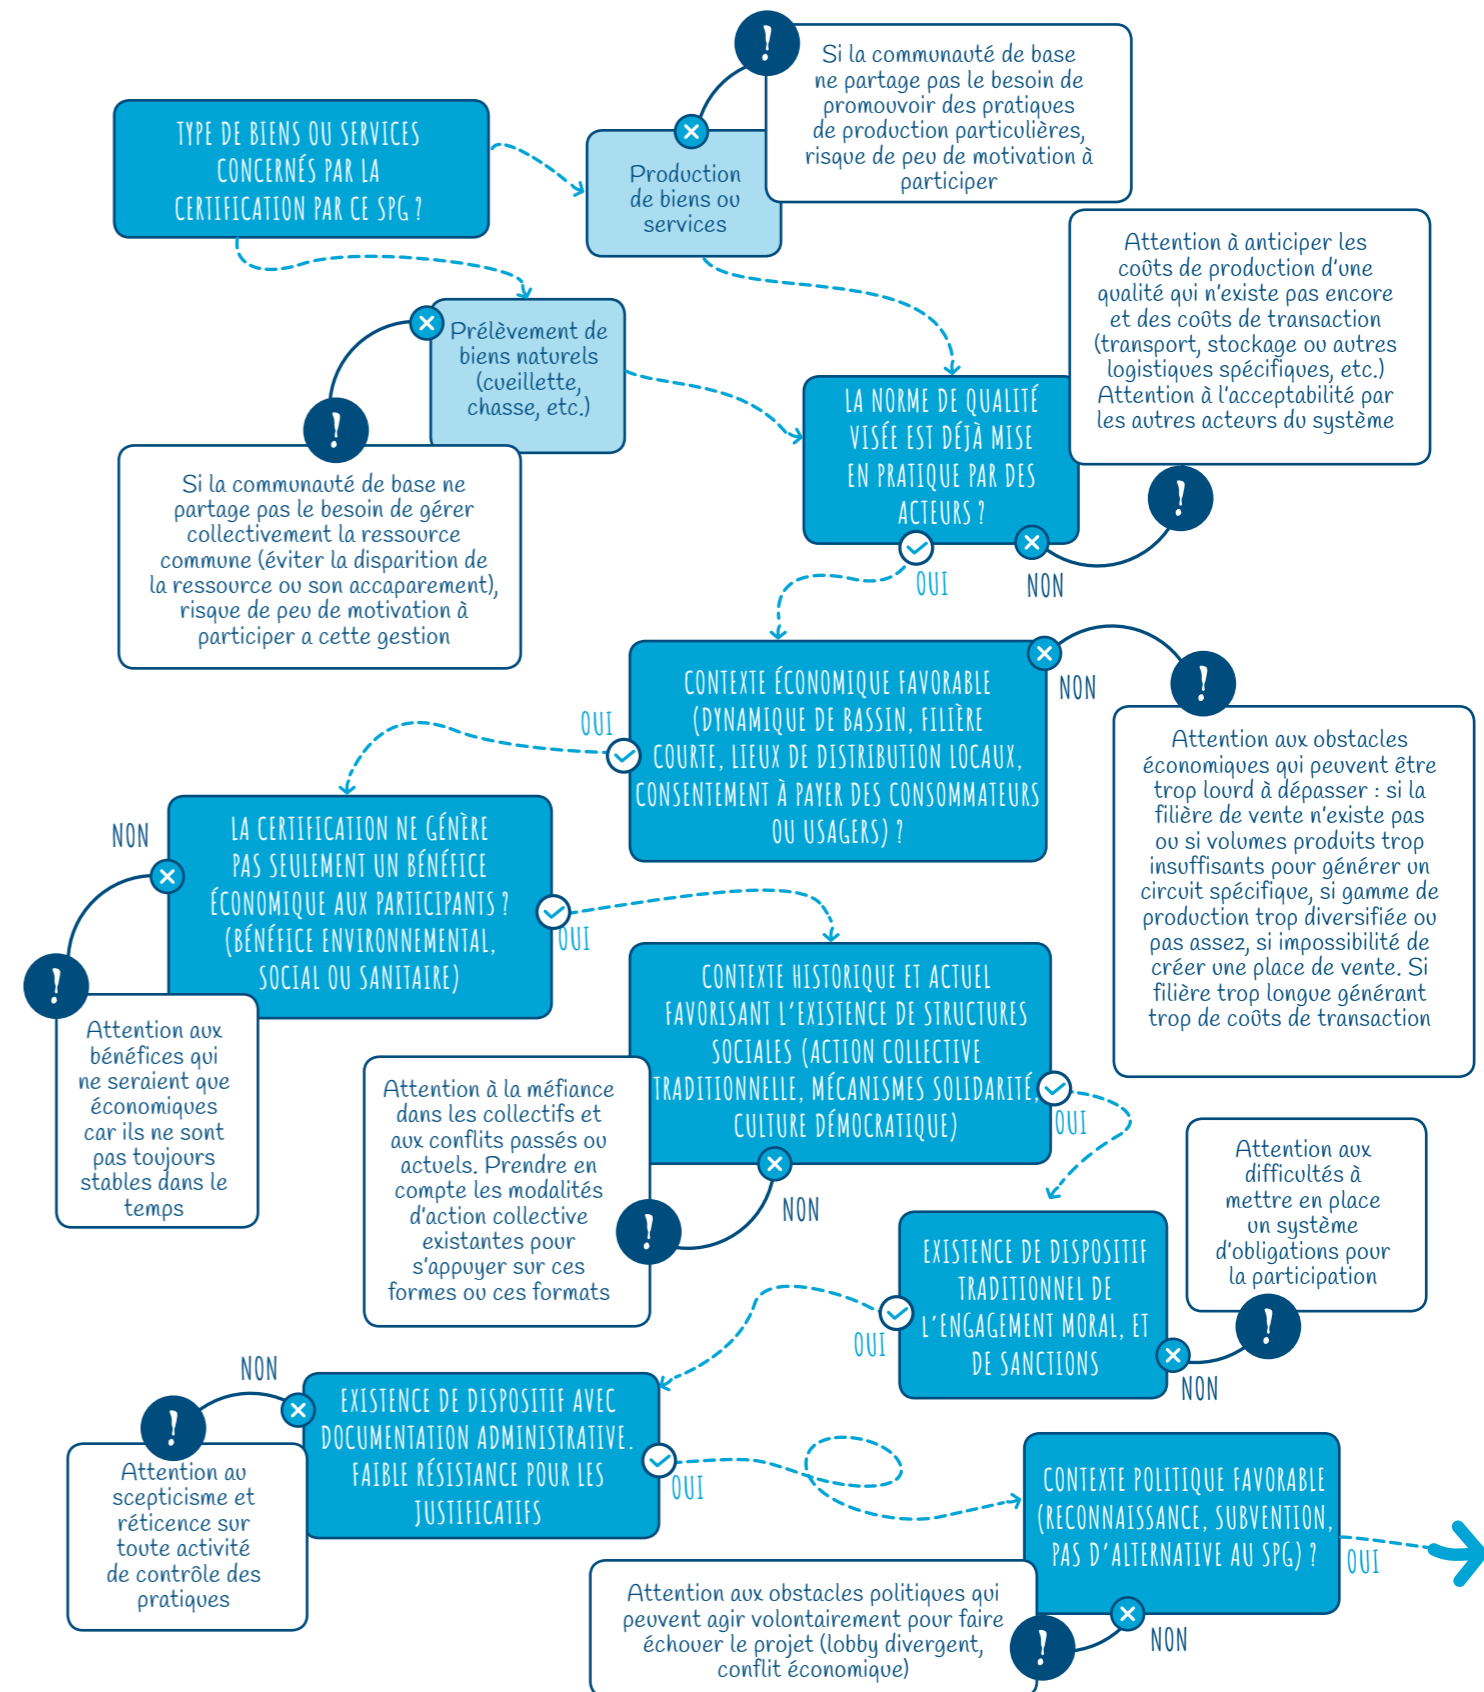 !
Si la communauté de base
ne partage pas le besoin de
promouvoir des pratiques
de production particulières,
risque de peu de motivation à
participer
TYPE DE BIENS OU SERVICES
CONCERNÉS PAR LA
CERTIFICATION PAR CE SPG ?
Production
de biens ou
services
Attention à anticiper les
coûts de production d'une
qualité qui n'existe pas encore
et des coûts de transaction
(transport, stockage ou autres
logistiques spécifiques, etc.)
Attention à l'acceptabilité par
les autres acteurs du système
!
Prélèvement de
biens naturels
(cueillette,
chasse, etc.)
!
Si la communauté de base ne
partage pas le besoin de gérer
collectivement la ressource
commune (éviter la disparition de
la ressource ou son accaparement),
risque de peu de motivation à
participer a cette gestion
LA NORME DE QUALITÉ
VISÉE EST DÉJÀ MISE
EN PRATIQUE PAR DES
ACTEURS ?
OUI
NON
CONTEXTE ÉCONOMIQUE FAVORABLE
(DYNAMIQUE DE BASSIN, FILIÈRE
COURTE, LIEUX DE DISTRIBUTION LOCAUX,
CONSENTEMENT À PAYER DES CONSOMMATEURS
OU USAGERS) ?
OUI
NON
!
Attention aux obstacles
économiques qui peuvent être
trop lourd à dépasser : si la
filière de vente n'existe pas
ou si volumes produits trop
insuffisants pour générer un
circuit spécifique, si gamme de
production trop diversifiée ou
pas assez, si impossibilité de
créer une place de vente. Si
filière trop longue générant
trop de coûts de transaction
NON
LA CERTIFICATION NE GÉNÈRE
PAS SEULEMENT UN BÉNÉFICE
ÉCONOMIQUE AUX PARTICIPANTS ?
(BÉNÉFICE ENVIRONNEMENTAL,
SOCIAL OU SANITAIRE)
OUI
!
Attention aux
bénéfices qui
ne seraient que
économiques
car ils ne sont
pas toujours
stables dans le
temps
CONTEXTE HISTORIQUE ET ACTUEL
FAVORISANT L'EXISTENCE DE STRUCTURES
SOCIALES (ACTION COLLECTIVE
TRADITIONNELLE, MÉCANISMES SOLIDARITÉ,
CULTURE DÉMOCRATIQUE)
OUI
NON
Attention à la méfiance
dans les collectifs et
aux conflits passés ou
actuels. Prendre en
compte les modalités
d'action collective
existantes pour
s'appuyer sur ces
formes ou ces formats
!
EXISTENCE DE DISPOSITIF
TRADITIONNEL DE
L'ENGAGEMENT MORAL, ET
DE SANCTIONS
OUI
NON
Attention aux
difficultés à
mettre en place
un système
d'obligations pour
la participation
!
NON
EXISTENCE DE DISPOSITIF AVEC
DOCUMENTATION ADMINISTRATIVE.
FAIBLE RÉSISTANCE POUR LES
JUSTIFICATIFS
OUI
!
Attention au
scepticisme et
réticence sur
toute activité
de contrôle des
pratiques
CONTEXTE POLITIQUE FAVORABLE
(RECONNAISSANCE, SUBVENTION,
PAS D'ALTERNATIVE AU SPG) ?
OUI
NON
Attention aux obstacles politiques qui
peuvent agir volontairement pour faire
échouer le projet (lobby divergent,
conflit économique)
!